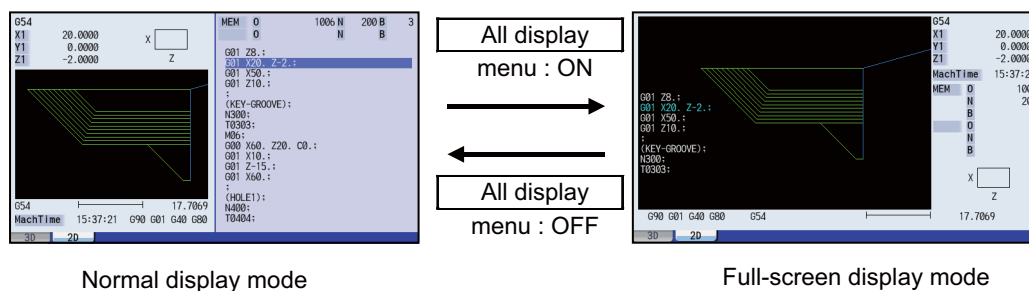 G54
X1 20.0000
Y1 0.0000
Z1 -2.0000
X
Z
G54
17.7069
MachTime 15:37:21 G90 G01 G40 G80
3D 2D
MEM O 1006 N 200 B 3
O N B
G01 Z8.;
G01 X20. Z-2.;
G01 X50.;
G01 Z10.;
;
(KEY-GROOVE);
N300;
T0303;
M06;
G00 X60. Z20. C0.;
G01 X10.;
G01 Z-15.;
G01 X60.;
;
(HOLE1);
N400;
T0404;
Normal display mode
All display
menu : ON
All display
menu : OFF
G01 Z8.;
G01 X20. Z-2.;
G01 X50.;
G01 Z10.;
;
(KEY-GROOVE);
N300;
T0303;
G90 G01 G40 G80 G54
17.7069
3D 2D
G54
X1 20.0000
Y1 0.0000
Z1 -2.0000
MachTime 15:37:2
MEM O 100
N 20
B
O
N
B
X
Z
Full-screen display mode